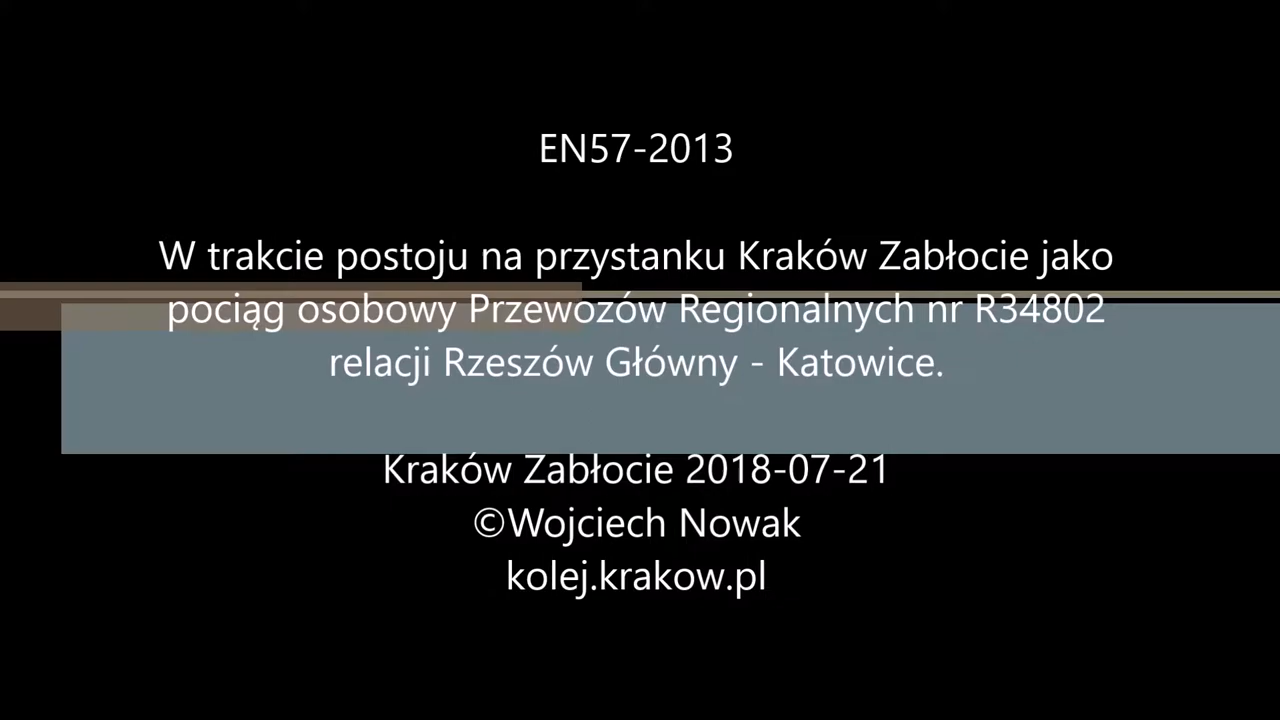 EN57-2013
W trakcie postoju na przystanku Kraków Zabłocie jako
pociąg osobowy Przewozów Regionalnych nr R34802
relacji Rzeszów Główny - Katowice.
Kraków Zabłocie 2018-07-21
©Wojciech Nowak
kolej.krakow.pl